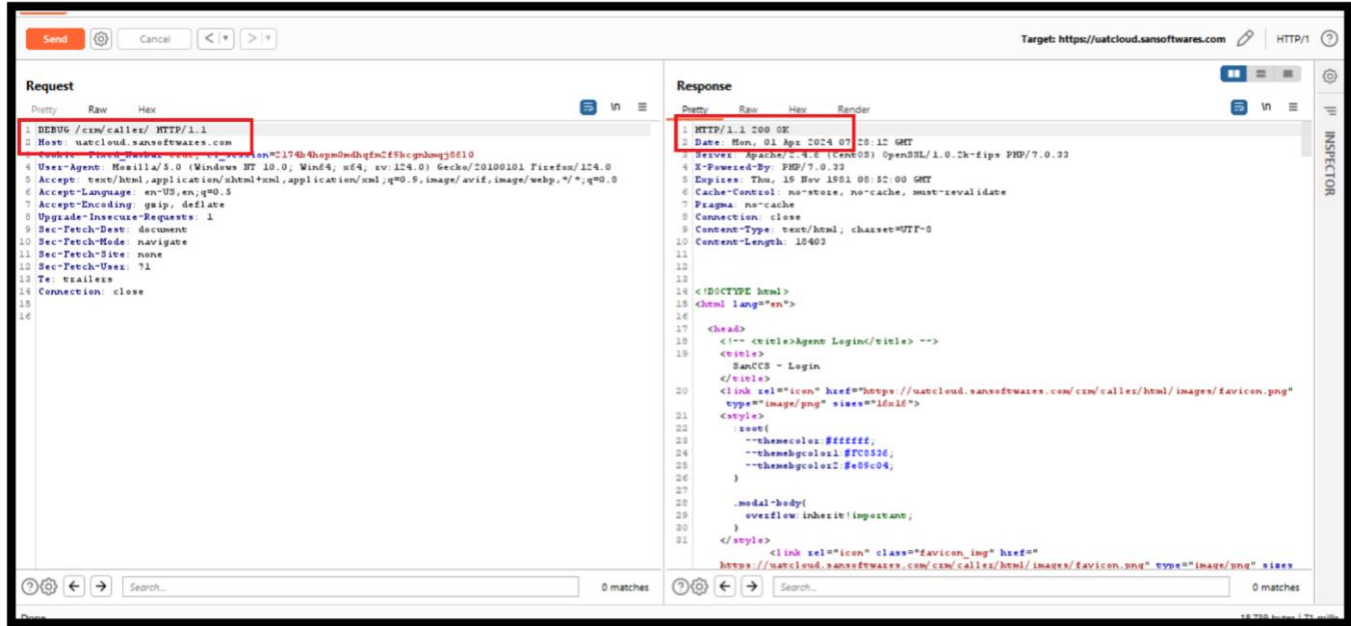 Send
Cancel
Target: https://uatcloud.sansoftwares.com
HTTP/1
Request
Pretty Raw Hex
\n
1 DEBUG /crm/caller/ HTTP/1.1
2 Host: uatcloud.sansoftwares.com
4 User-Agent: Mozilla/5.0 (Windows NT 10.0; Win64; x64; rv:124.0) Gecko/20100101 Firefox/124.0
5 Accept: text/html,application/xhtml+xml,application/xml;q=0.9,image/avif,image/webp,*/*;q=0.8
6 Accept-Language: en-US,en;q=0.5
7 Accept-Encoding: gzip, deflate
8 Upgrade-Insecure-Requests: 1
9 Sec-Fetch-Dest: document
10 Sec-Fetch-Mode: navigate
11 Sec-Fetch-Site: none
12 Sec-Fetch-User: ?1
13 Te: trailers
14 Connection: close
15
16
Search...
0 matches
Response
Pretty Raw Hex Render
\n
1 HTTP/1.1 200 OK
2 Date: Mon, 01 Apr 2024 07:28:12 GMT
3 Server: Apache/2.4.6 (CentOS) OpenSSL/1.0.2k-fips PHP/7.0.33
4 X-Powered-By: PHP/7.0.33
5 Expires: Thu, 19 Nov 1981 08:52:00 GMT
6 Cache-Control: no-store, no-cache, must-revalidate
7 Pragma: no-cache
8 Connection: close
9 Content-Type: text/html; charset=UTF-8
10 Content-Length: 18403
11
12
13
14 <!DOCTYPE html>
15 <html lang="en">
16
17 <head>
18 <!-- <title>Agent Login</title> -->
19 <title>
SanCCS - Login
</title>
20 <link rel="icon" href="https://uatcloud.sansoftwares.com/crm/caller/html/images/favicon.png"
type="image/png" sizes="16x16">
21 <style>
22 :root{
23 --themecolor:#ffffff;
24 --themebgcolor1:#FC8536;
25 --themebgcolor2:#e89c04;
26 }
27
28 .modal-body{
29 overflow:inherit!important;
30 }
31 </style>
<link rel="icon" class="favicon_img" href="
https://uatcloud.sansoftwares.com/crm/caller/html/images/favicon.png" type="image/png" sizes
Search...
0 matches
INSPECTOR